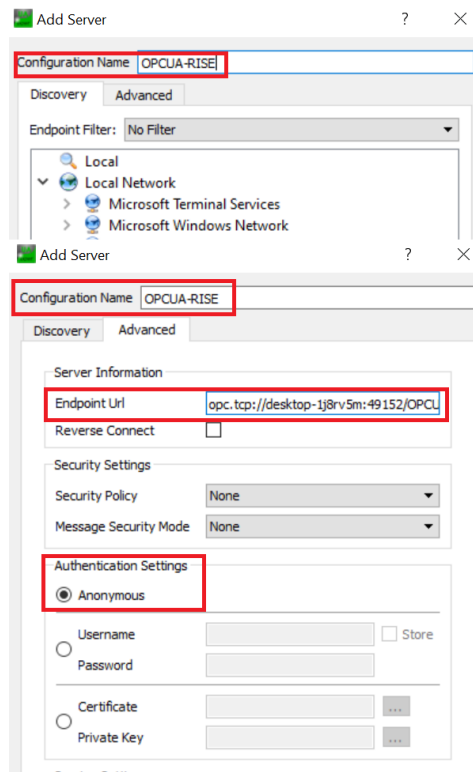 Add Server ?
Configuration Name OPCUA-RISE
Discovery Advanced
Endpoint Filter: No Filter
Local
Local Network
Microsoft Terminal Services
Microsoft Windows Network
Add Server ?
Configuration Name OPCUA-RISE
Discovery Advanced
Server Information
Endpoint Url opc.tcp://desktop-1j8rv5m:49152/OPCU
Reverse Connect
Security Settings
Security Policy None
Message Security Mode None
Authentication Settings
Anonymous
Username Store
Password
Certificate ...
Private Key ...